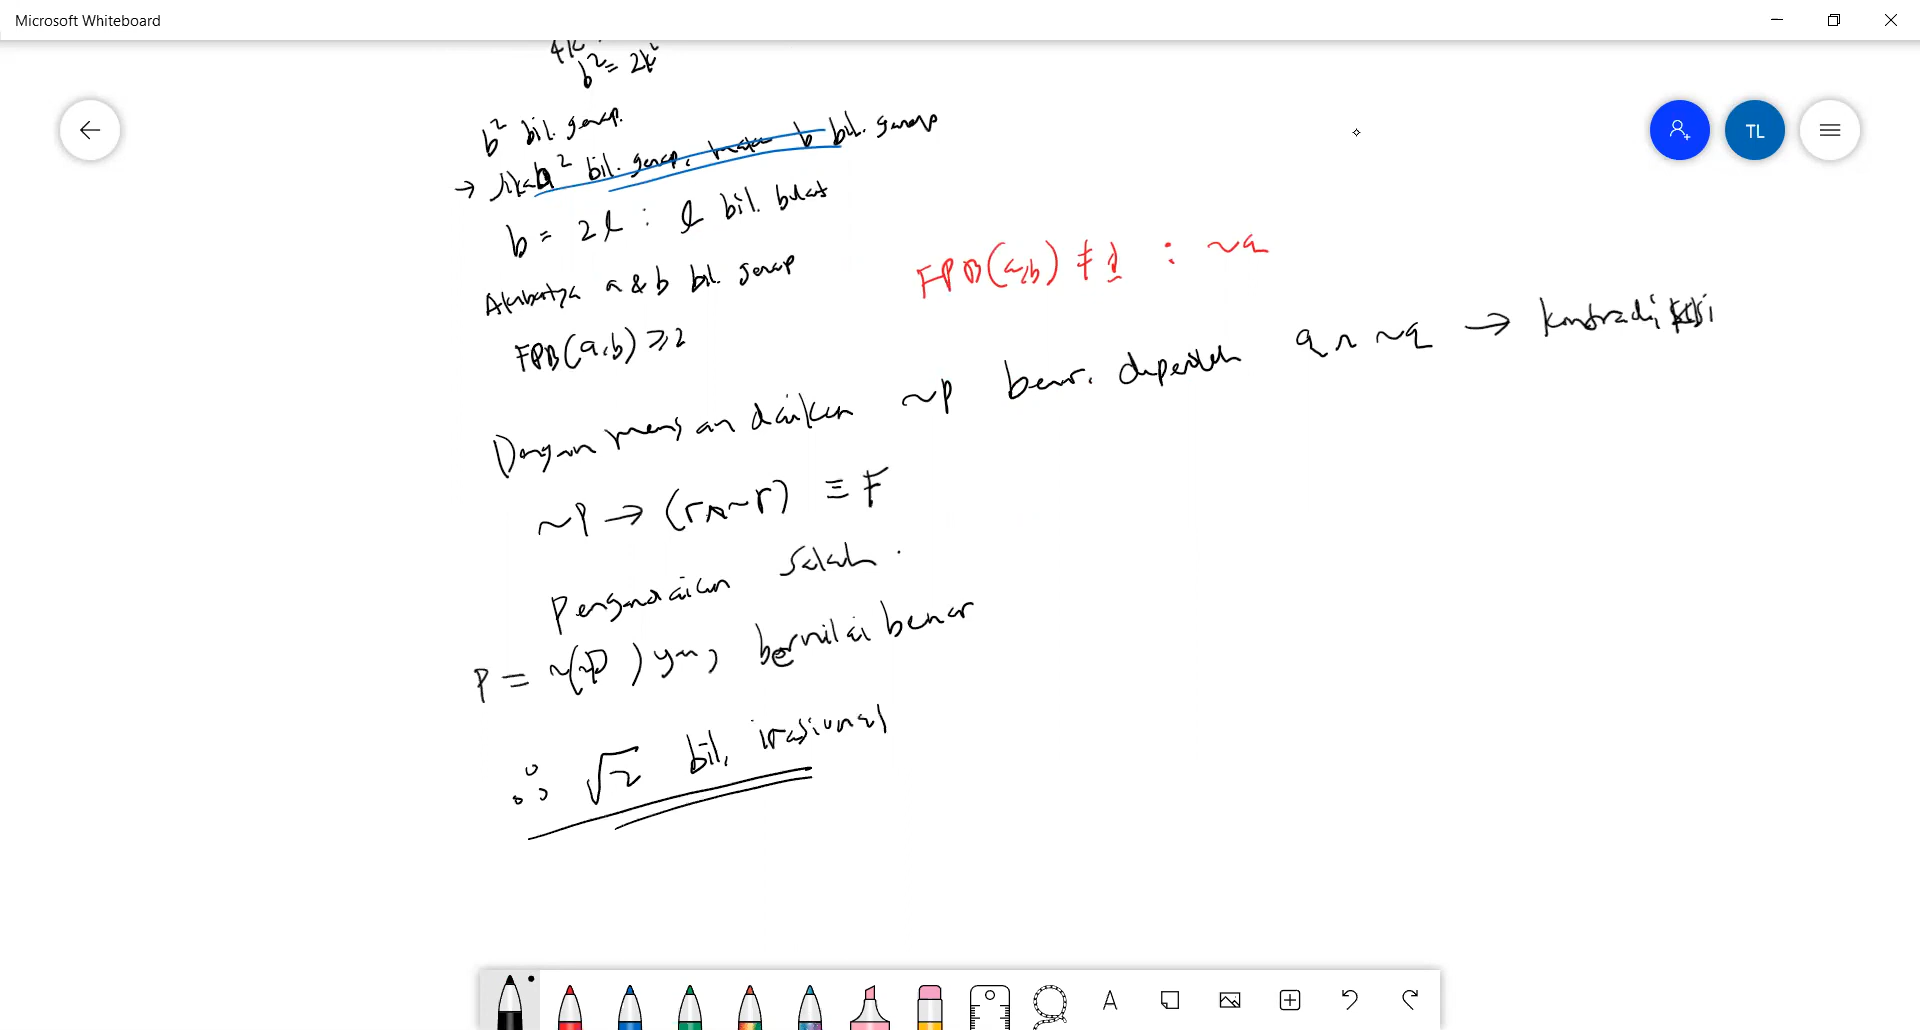 Microsoft Whiteboard
b² = 2k²
b² bil. genap.
TL
→ Jika b² bil. genap, maka b bil. genap
b = 2l : l bil. bulat
FPB(a,b) ≠ 1 : ~q
Akibatnya a & b bil. genap
FPB(a,b) ≥ 2
Dengan mengandaikan ~p benar. diperoleh q ∧ ~q → kontradiksi
~P → (r ∧ ~r) ≡ F
Pengandaian salah.
P = ~(~P) yang bernilai benar
∴ √2 bil. irasional
A